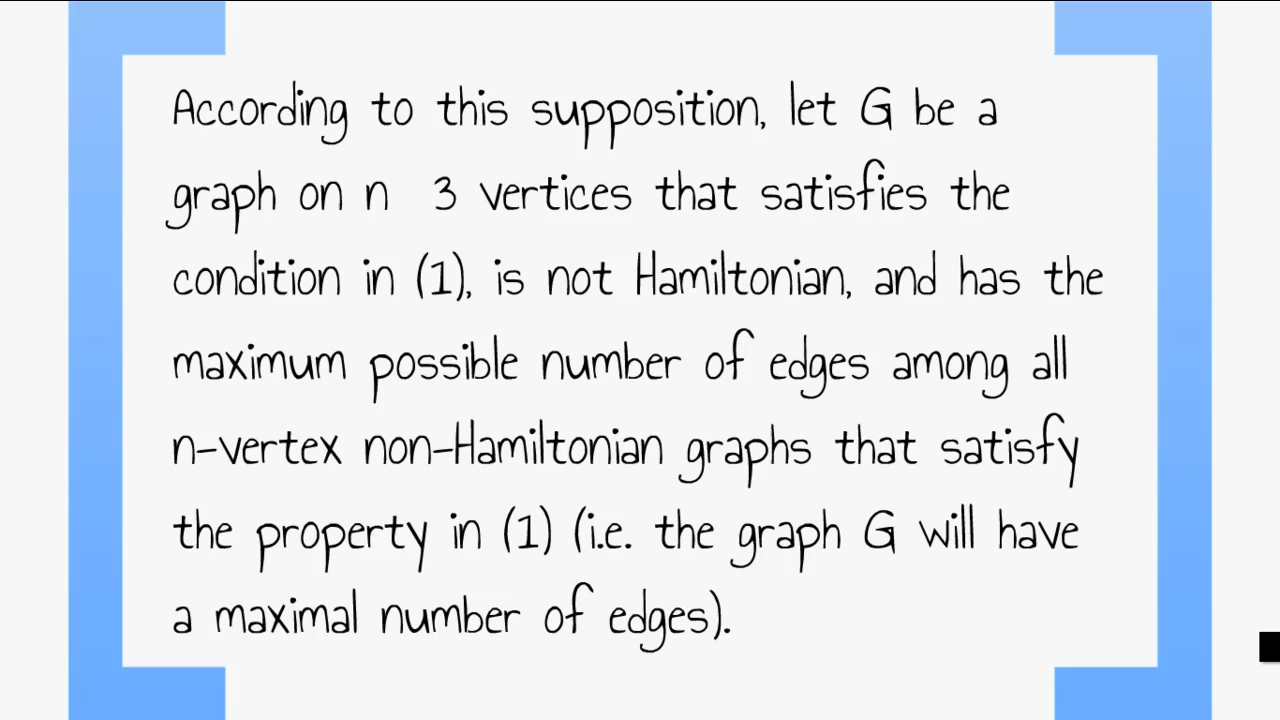 According to this supposition, let G be a
graph on n 3 vertices that satisfies the
condition in (1), is not Hamiltonian, and has the
maximum possible number of edges among all
n-vertex non-Hamiltonian graphs that satisfy
the property in (1) (i.e. the graph G will have
a maximal number of edges).